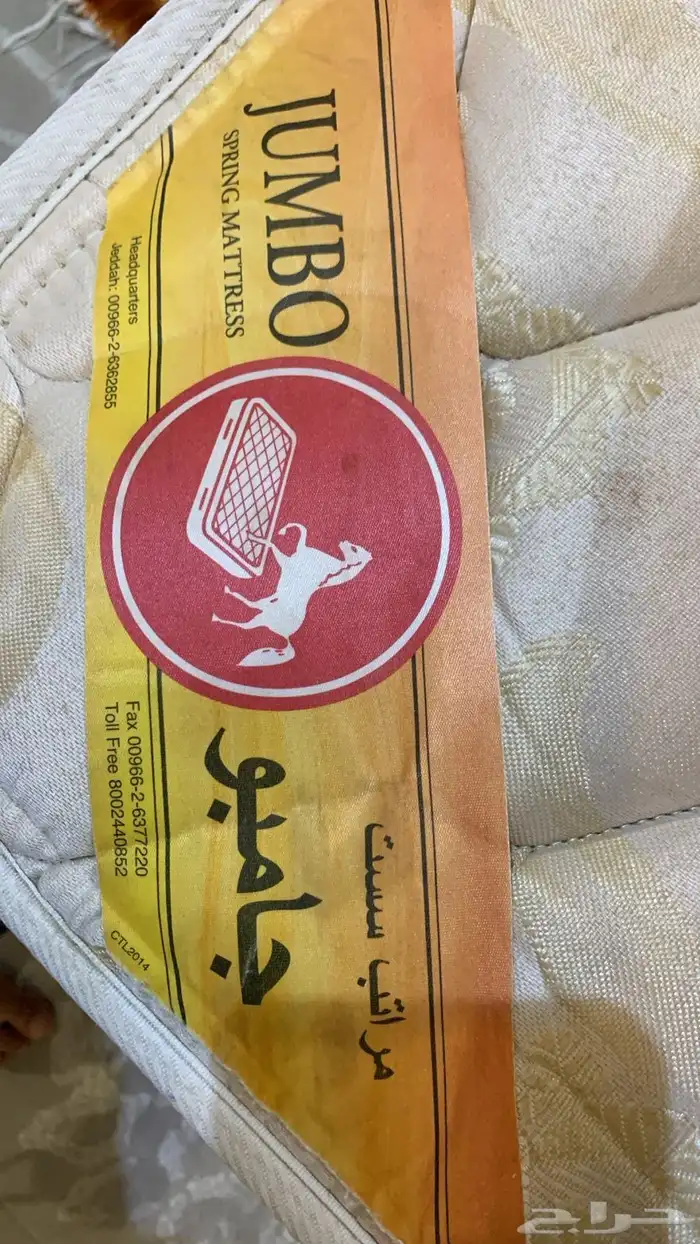 JUMBO
SPRING MATTRESS
Headquarters
Jeddah: 00966-2-6362855
مراتب سست
جامبو
Fax 00966-2-6377220
Toll Free 8002440852
CTL2014
حراج